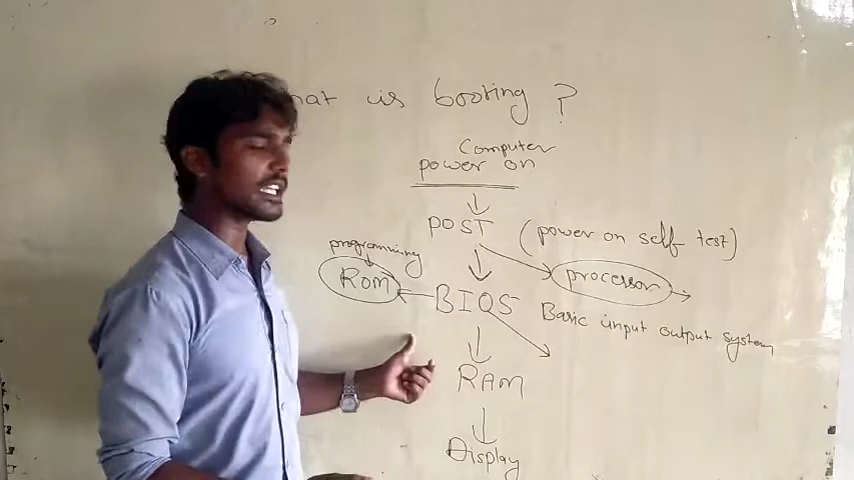 at is booting ?
Computer
power on
POST (power on self test)
programming
processor
ROM
BIOS Basic input output system
RAM
Display